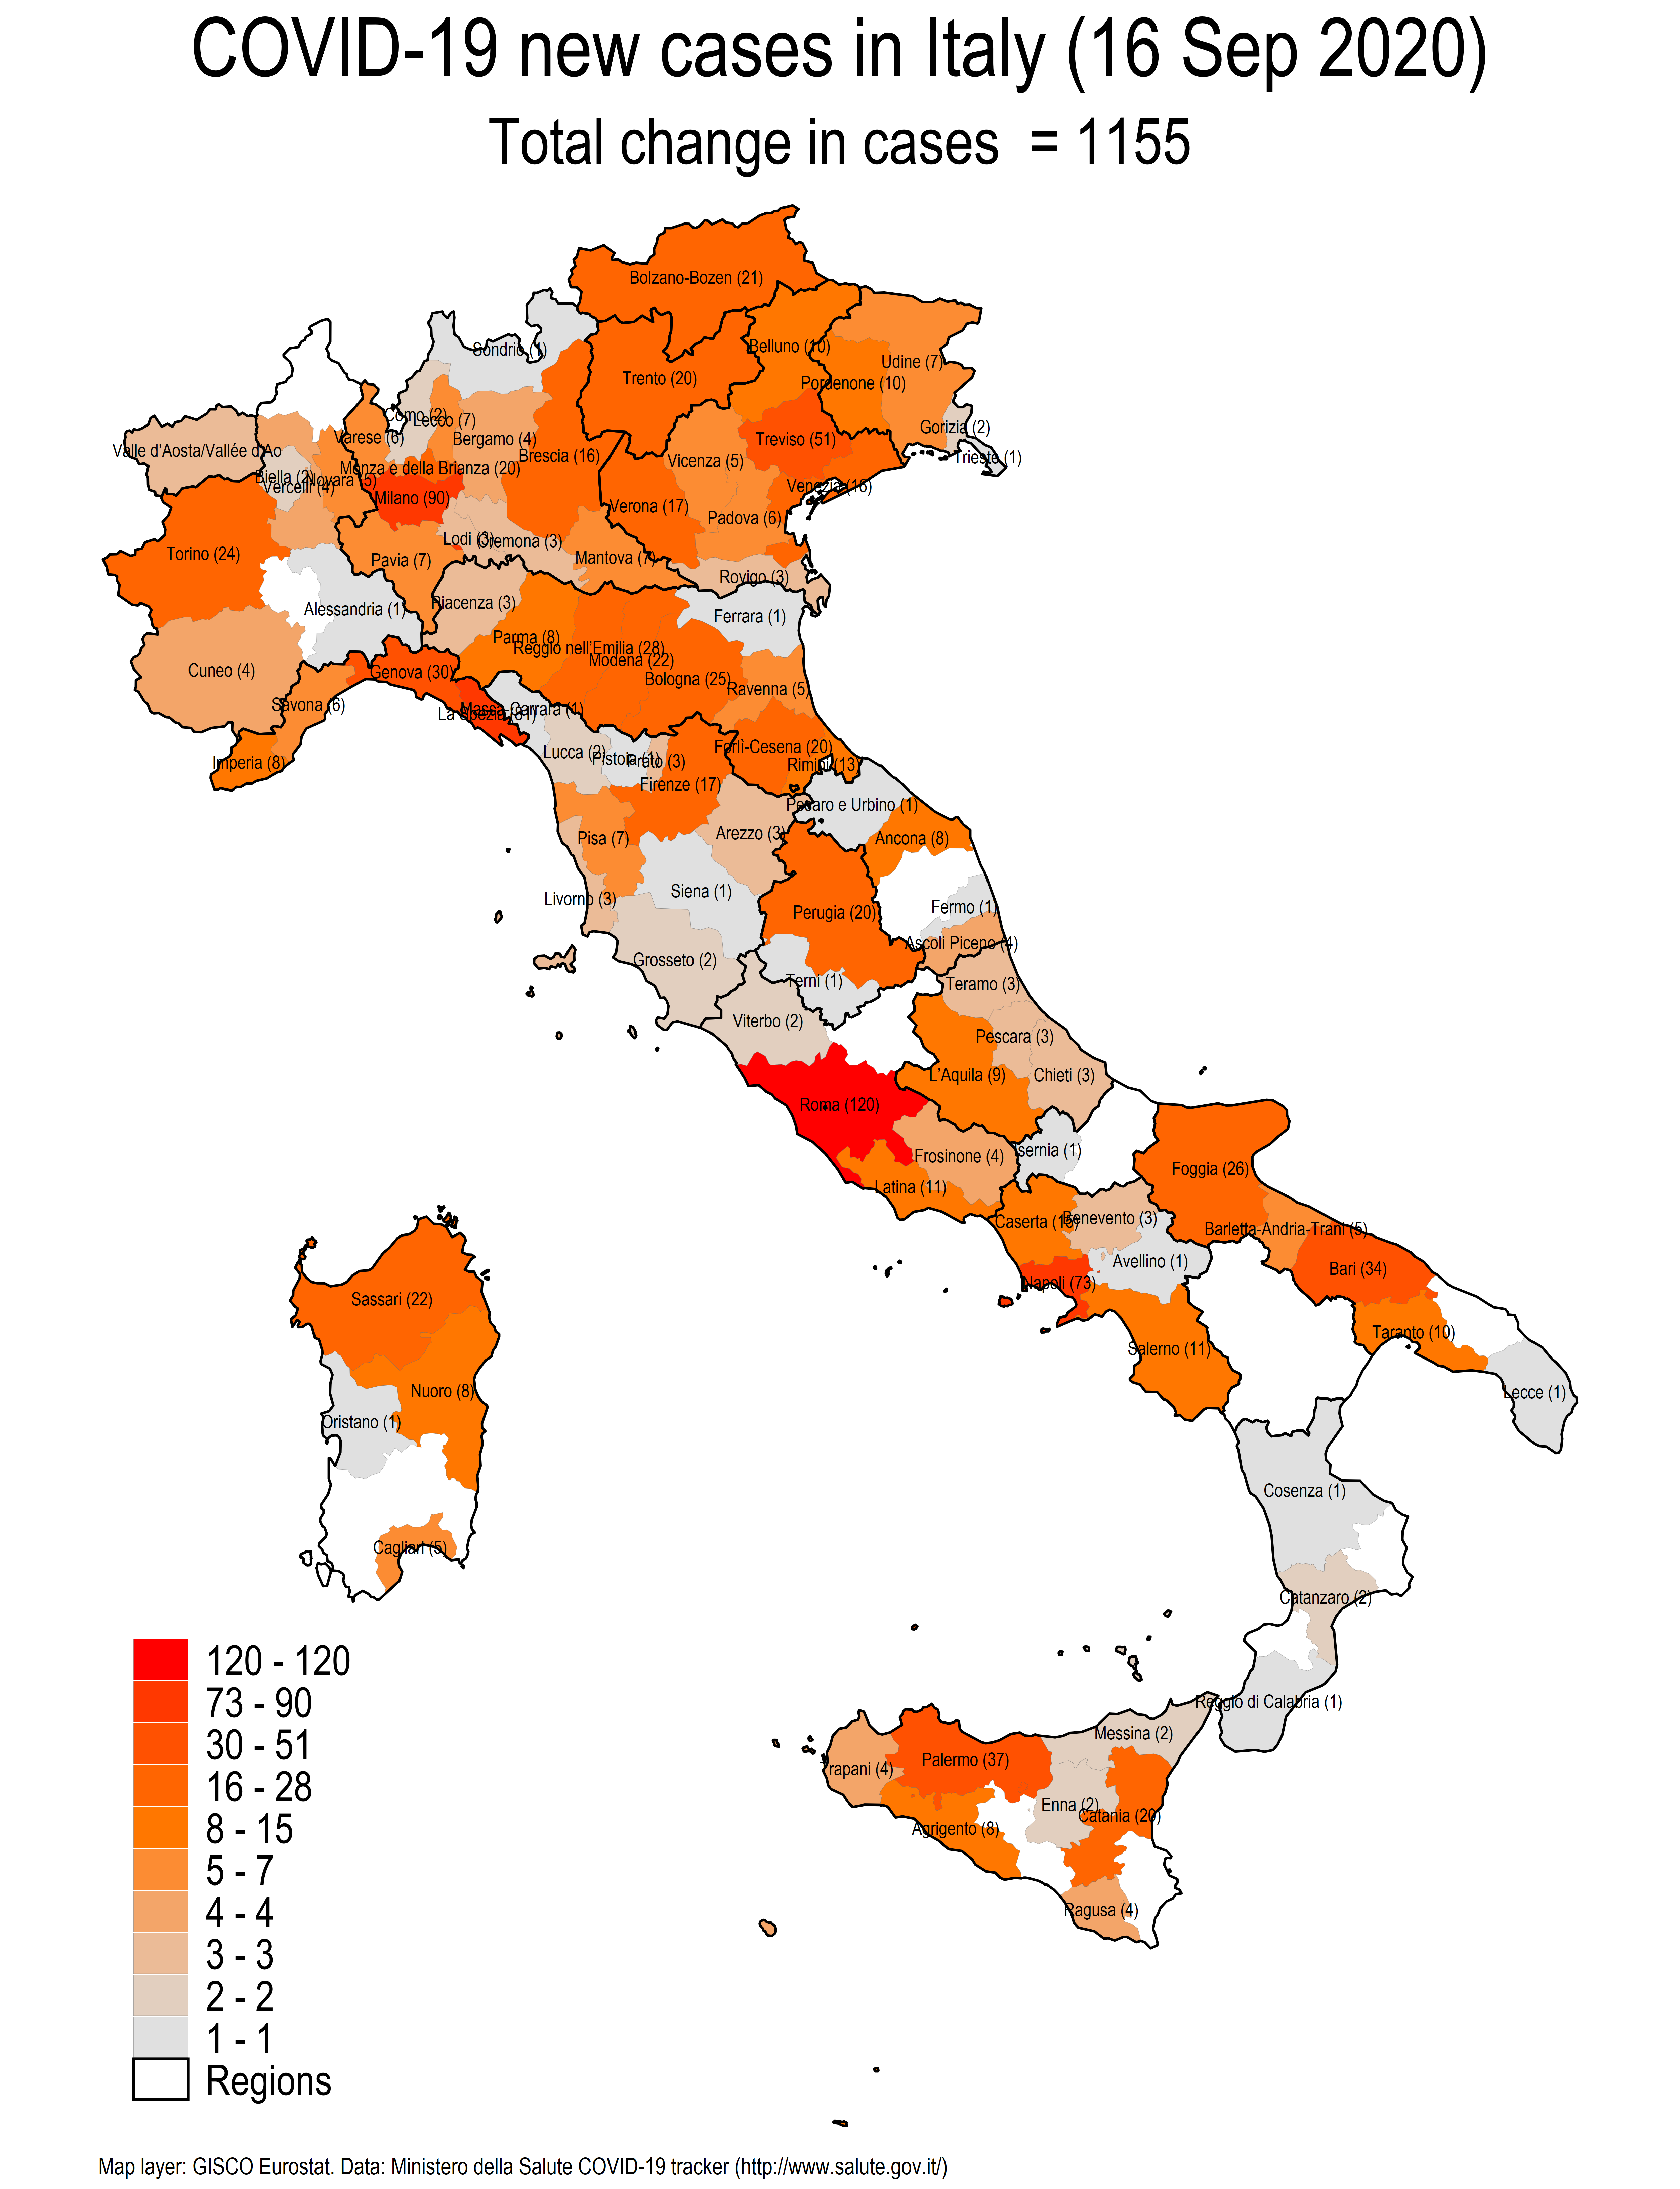 COVID-19 new cases in Italy (16 Sep 2020)
Total change in cases = 1155
Bolzano-Bozen (21)
Sondrio (1)
Belluno (10)
Udine (7)
Trento (20)
Pordenone (10)
Como (2)
Lecco (7)
Gorizia (2)
Varese (6)
Bergamo (4)
Treviso (51)
Valle d'Aosta/Vallée d'Ao
Brescia (16)
Vicenza (5)
Trieste (1)
Monza e della Brianza (20)
Biella (2)
Novara (5)
Vercelli (4)
Venezia (16)
Milano (90)
Verona (17)
Padova (6)
Lodi (3)
Cremona (3)
Torino (24)
Pavia (7)
Mantova (7)
Rovigo (3)
Piacenza (3)
Alessandria (1)
Ferrara (1)
Parma (8)
Reggio nell'Emilia (28)
Modena (22)
Cuneo (4)
Genova (30)
Bologna (25)
Ravenna (5)
Savona (6)
Massa-Carrara (1)
La Spezia
Forlì-Cesena (20)
Lucca (2)
Pistoia (1)
Prato (3)
Imperia (8)
Rimini (13)
Firenze (17)
Pesaro e Urbino (1)
Arezzo (3)
Pisa (7)
Ancona (8)
Siena (1)
Livorno (3)
Fermo (1)
Perugia (20)
Ascoli Piceno (4)
Grosseto (2)
Terni (1)
Teramo (3)
Viterbo (2)
Pescara (3)
L'Aquila (9)
Chieti (3)
Roma (120)
Isernia (1)
Frosinone (4)
Foggia (26)
Latina (11)
Caserta
Benevento (3)
Barletta-Andria-Trani (5)
Avellino (1)
Bari (34)
Napoli (73)
Sassari (22)
Taranto (10)
Salerno (11)
Nuoro (8)
Lecce (1)
Oristano (1)
Cosenza (1)
Cagliari (5)
Catanzaro (2)
Reggio di Calabria (1)
Messina (2)
Palermo (37)
Trapani (4)
Enna (2)
Catania (20)
Agrigento (8)
Ragusa (4)
120 - 120
73 - 90
30 - 51
16 - 28
8 - 15
5 - 7
4 - 4
3 - 3
2 - 2
1 - 1
Regions
Map layer: GISCO Eurostat. Data: Ministero della Salute COVID-19 tracker (http://www.salute.gov.it/)